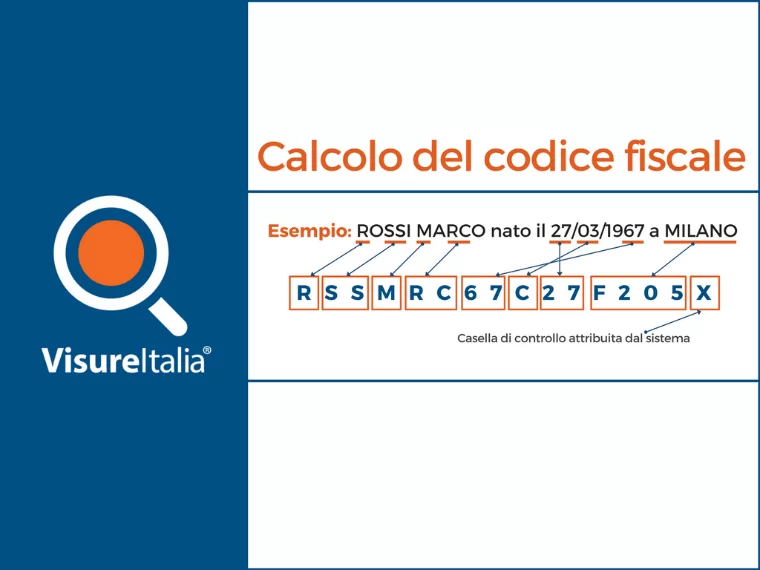 Calcolo del codice fiscale
Esempio: ROSSI MARCO nato il 27/03/1967 a MILANO
R S S M R C 6 7 C 2 7 F 2 0 5 X
Casella di controllo attribuita dal sistema
VisureItalia®